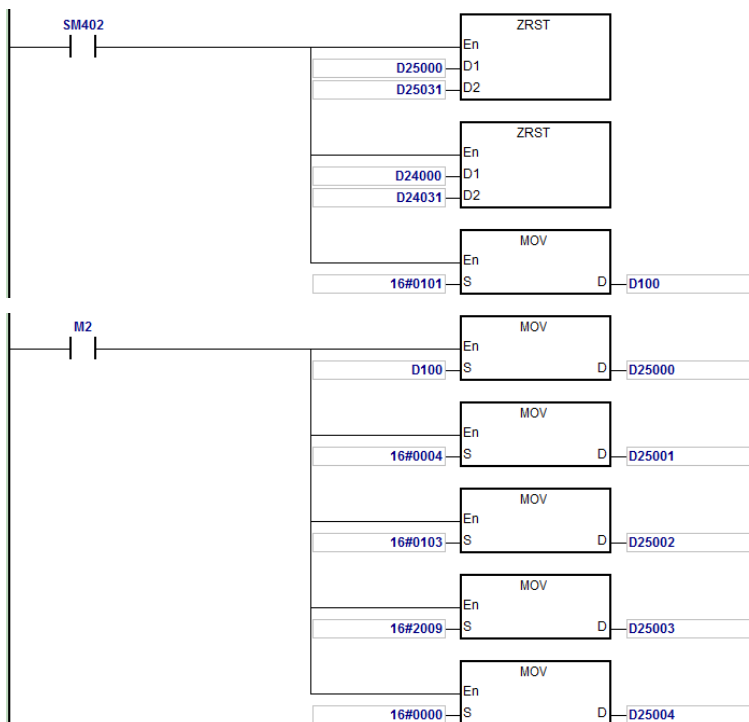 SM402
ZRST
En
D25000 D1
D25031 D2
ZRST
En
D24000 D1
D24031 D2
MOV
En
16#0101 S D D100
M2
MOV
En
D100 S D D25000
MOV
En
16#0004 S D D25001
MOV
En
16#0103 S D D25002
MOV
En
16#2009 S D D25003
MOV
En
16#0000 S D D25004